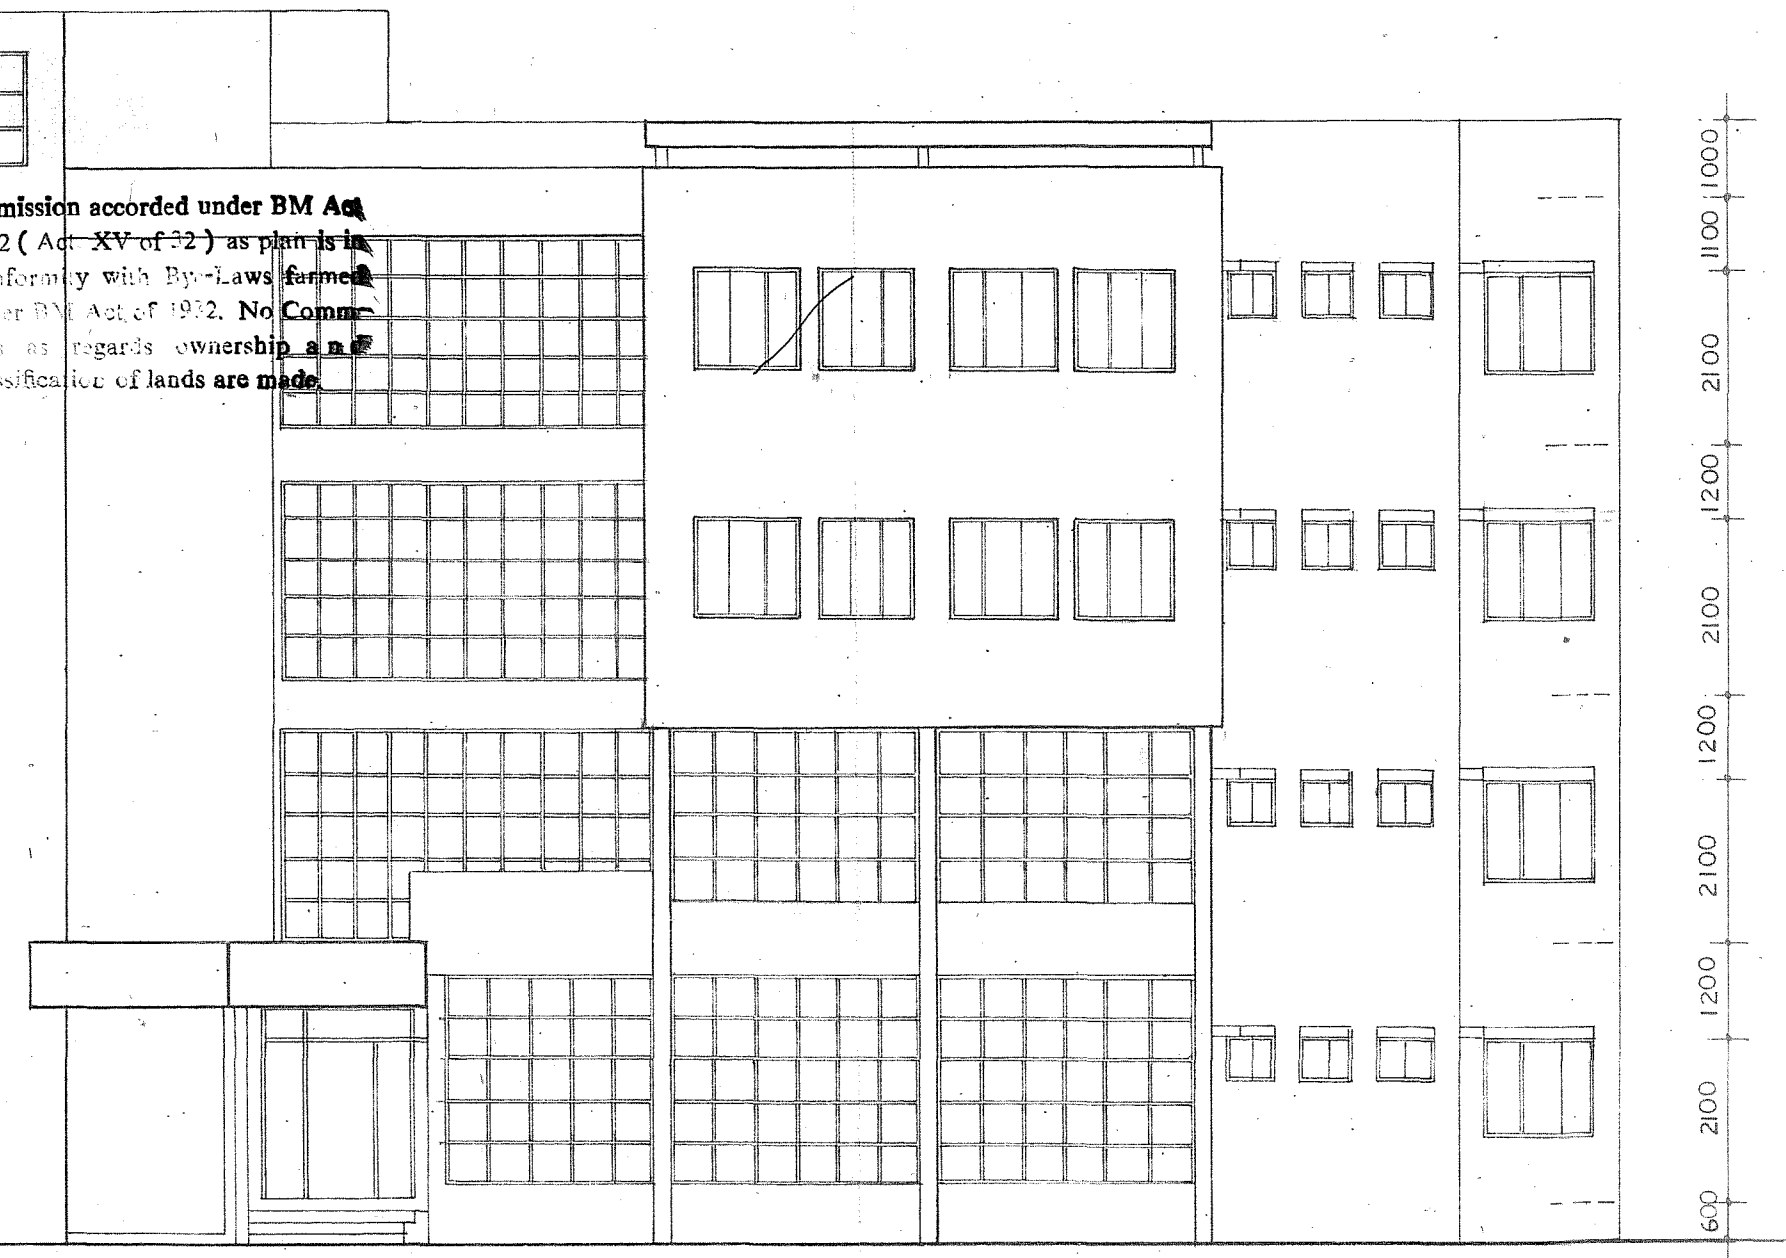 mission accorded under BM Act
2 ( Act XV of 32 ) as plan is in
formity with Bye-Laws farmed
er BM Act of 1932. No Comm-
s as regards ownership and
ssification of lands are made.
1000
1100
2100
1200
2100
1200
2100
1200
2100
600